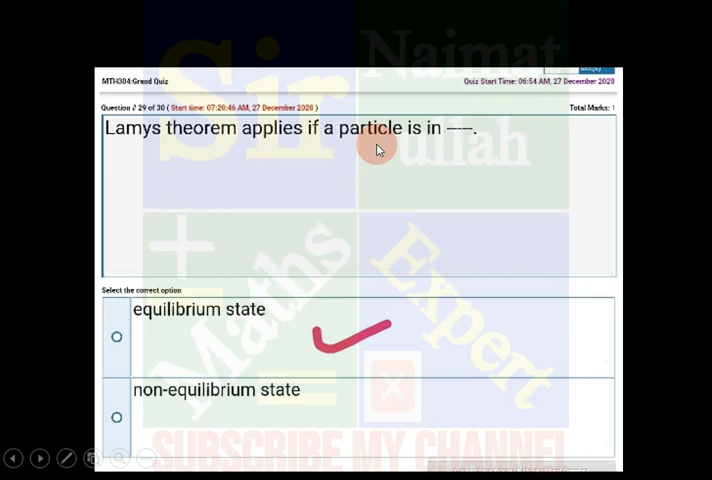 Sir
Naimat
Ullah
MTH304:Grand Quiz
Quiz Start Time: 06:54 AM, 27 December 2020
Question # 29 of 30 ( Start time: 07:20:46 AM, 27 December 2020 )
Total Marks: 1
Lamys theorem applies if a particle is in -----.
Maths
Expert
Select the correct option
equilibrium state
non-equilibrium state
SUBSCRIBE MY CHANNEL